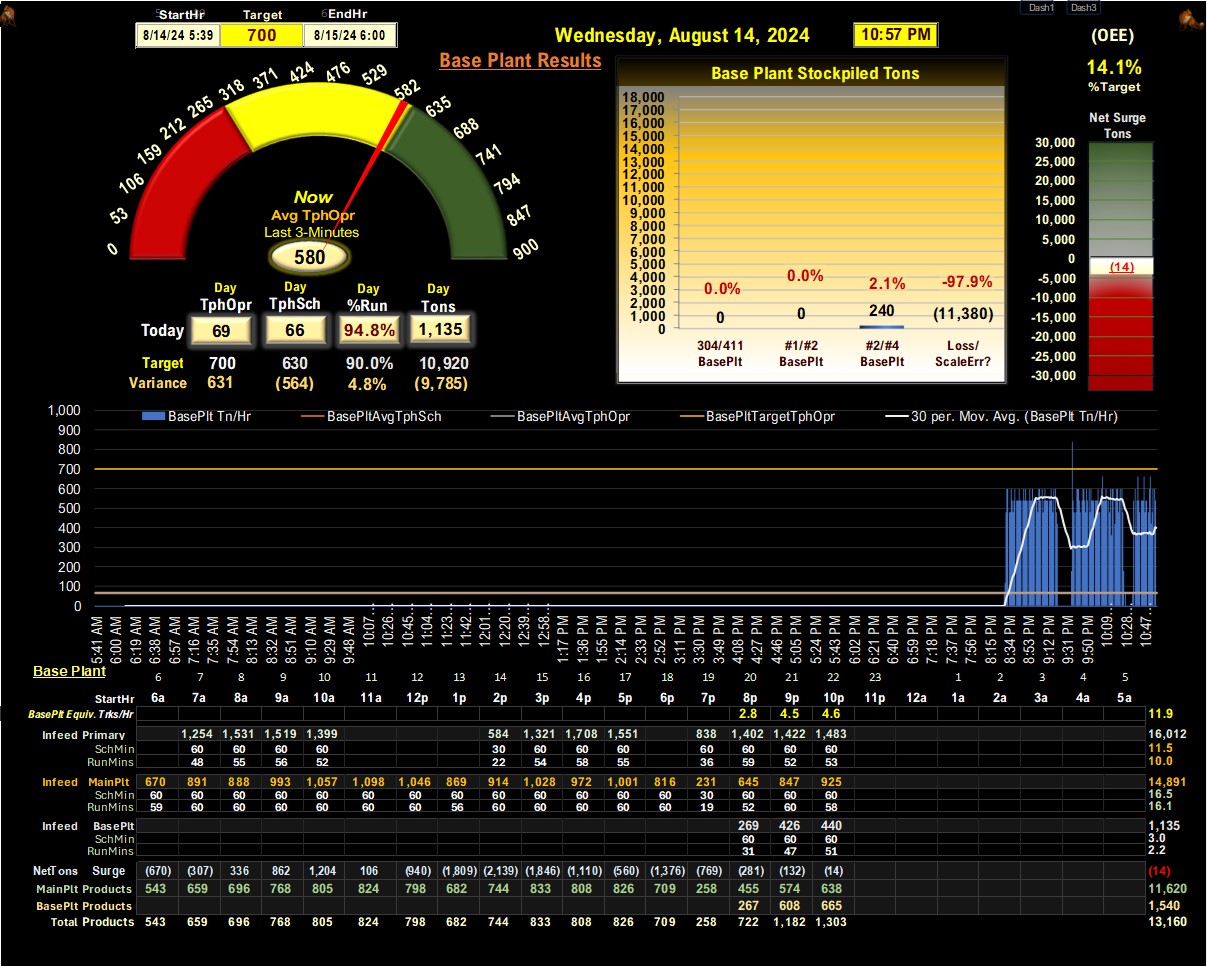 Dash1 Dash3
StartHr Target EndHr
8/14/24 5:39 700 8/15/24 6:00
Wednesday, August 14, 2024 10:57 PM
(OEE)
14.1%
%Target
Base Plant Results
0 53 106 159 212 265 318 371 424 476 529 582 635 688 741 794 847 900
Now
Avg TphOpr
Last 3-Minutes
580
Day Day Day Day
TphOpr TphSch %Run Tons
Today 69 66 94.8% 1,135
Target 700 630 90.0% 10,920
Variance 631 (564) 4.8% (9,785)
Base Plant Stockpiled Tons
18,000
17,000
16,000
15,000
14,000
13,000
12,000
11,000
10,000
9,000
8,000
7,000
6,000
5,000
4,000
3,000
2,000
1,000
0
0.0% 0.0% 2.1% -97.9%
0 0 240 (11,380)
304/411 #1/#2 #2/#4 Loss/
BasePlt BasePlt BasePlt ScaleErr?
Net Surge
Tons
30,000
25,000
20,000
15,000
10,000
5,000
0
(14)
-5,000
-10,000
-15,000
-20,000
-25,000
-30,000
BasePlt Tn/Hr BasePltAvgTphSch BasePltAvgTphOpr BasePltTargetTphOpr 30 per. Mov. Avg. (BasePlt Tn/Hr)
1,000
900
800
700
600
500
400
300
200
100
0
5:41 AM 6:00 AM 6:19 AM 6:38 AM 6:57 AM 7:16 AM 7:35 AM 7:54 AM 8:13 AM 8:32 AM 8:51 AM 9:10 AM 9:29 AM 9:48 AM 10:07... 10:26... 10:45... 11:04... 11:23... 11:42... 12:01... 12:20... 12:39... 12:58... 1:17 PM 1:36 PM 1:55 PM 2:14 PM 2:33 PM 2:52 PM 3:11 PM 3:30 PM 3:49 PM 4:08 PM 4:27 PM 4:46 PM 5:05 PM 5:24 PM 5:43 PM 6:02 PM 6:21 PM 6:40 PM 6:59 PM 7:18 PM 7:37 PM 7:56 PM 8:15 PM 8:34 PM 8:53 PM 9:12 PM 9:31 PM 9:50 PM 10:09... 10:28... 10:47...
Base Plant
6 7 8 9 10 11 12 13 14 15 16 17 18 19 20 21 22 23 1 2 3 4 5
StartHr 6a 7a 8a 9a 10a 11a 12p 1p 2p 3p 4p 5p 6p 7p 8p 9p 10p 11p 12a 1a 2a 3a 4a 5a
BasePlt Equiv. Trks/Hr 2.8 4.5 4.6 11.9
Infeed Primary 1,254 1,531 1,519 1,399 584 1,321 1,708 1,551 838 1,402 1,422 1,483 16,012
SchMin 60 60 60 60 30 60 60 60 60 60 60 60 11.5
RunMins 48 55 56 52 22 54 58 55 36 59 52 53 10.0
Infeed MainPlt 670 891 888 993 1,057 1,098 1,046 869 914 1,028 972 1,001 816 231 645 847 925 14,891
SchMin 60 60 60 60 60 60 60 60 60 60 60 60 60 30 60 60 60 16.5
RunMins 59 60 60 60 60 60 60 56 60 60 60 60 60 19 52 60 58 16.1
Infeed BasePlt 269 426 440 1,135
SchMin 60 60 60 3.0
RunMins 31 47 51 2.2
NetTons Surge (670) (307) 336 862 1,204 106 (940) (1,809) (2,139) (1,846) (1,110) (560) (1,376) (769) (281) (132) (14) (14)
MainPlt Products 543 659 696 768 805 824 798 682 744 833 808 826 709 258 455 574 638 11,620
BasePlt Products 267 608 665 1,540
Total Products 543 659 696 768 805 824 798 682 744 833 808 826 709 258 722 1,182 1,303 13,160